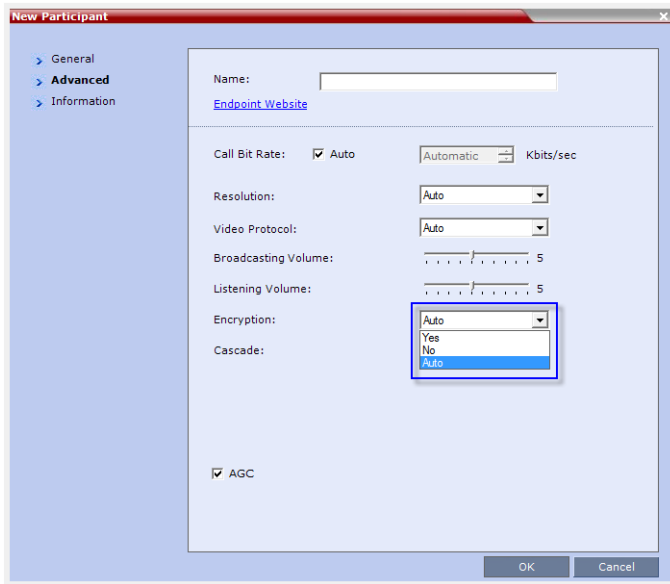 New Participant
General
Advanced
Information
Name:
Endpoint Website
Call Bit Rate: Auto Automatic Kbits/sec
Resolution: Auto
Video Protocol: Auto
Broadcasting Volume: 5
Listening Volume: 5
Encryption: Auto
Yes
No
Cascade:
Auto
AGC
OK Cancel